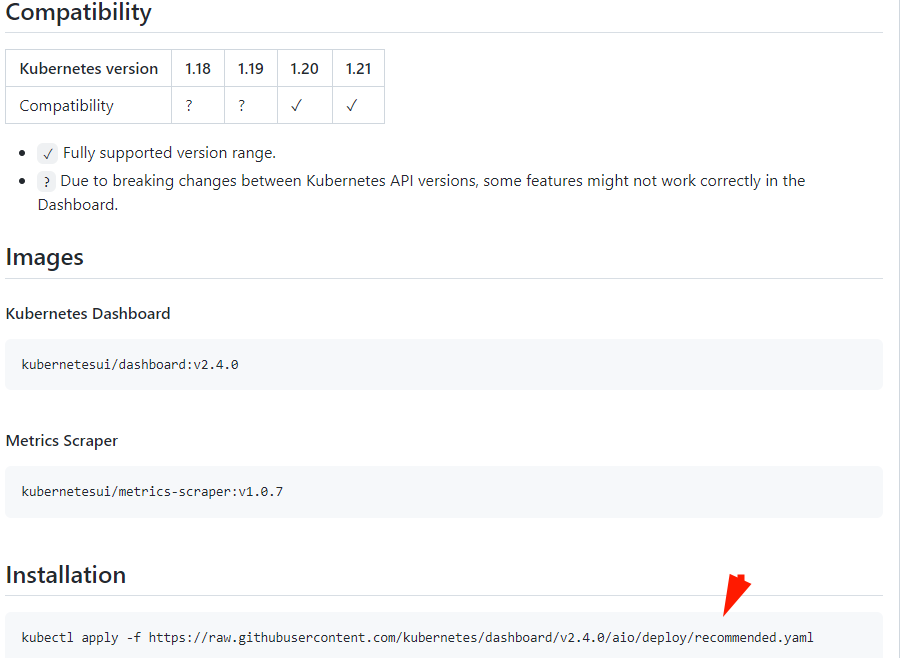 Compatibility
Kubernetes version 1.18 1.19 1.20 1.21
Compatibility ? ? ✓ ✓
✓ Fully supported version range.
? Due to breaking changes between Kubernetes API versions, some features might not work correctly in the
Dashboard.
Images
Kubernetes Dashboard
kubernetesui/dashboard:v2.4.0
Metrics Scraper
kubernetesui/metrics-scraper:v1.0.7
Installation
kubectl apply -f https://raw.githubusercontent.com/kubernetes/dashboard/v2.4.0/aio/deploy/recommended.yaml